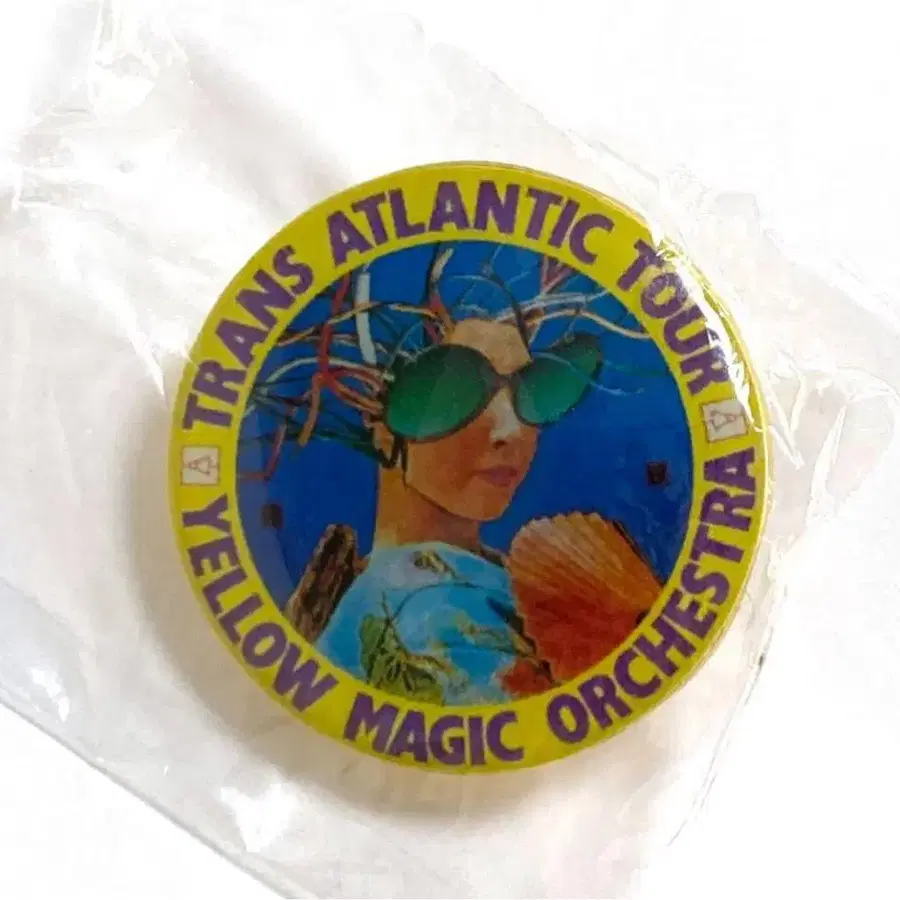 TRANS ATLANTIC TOUR
YELLOW MAGIC ORCHESTRA